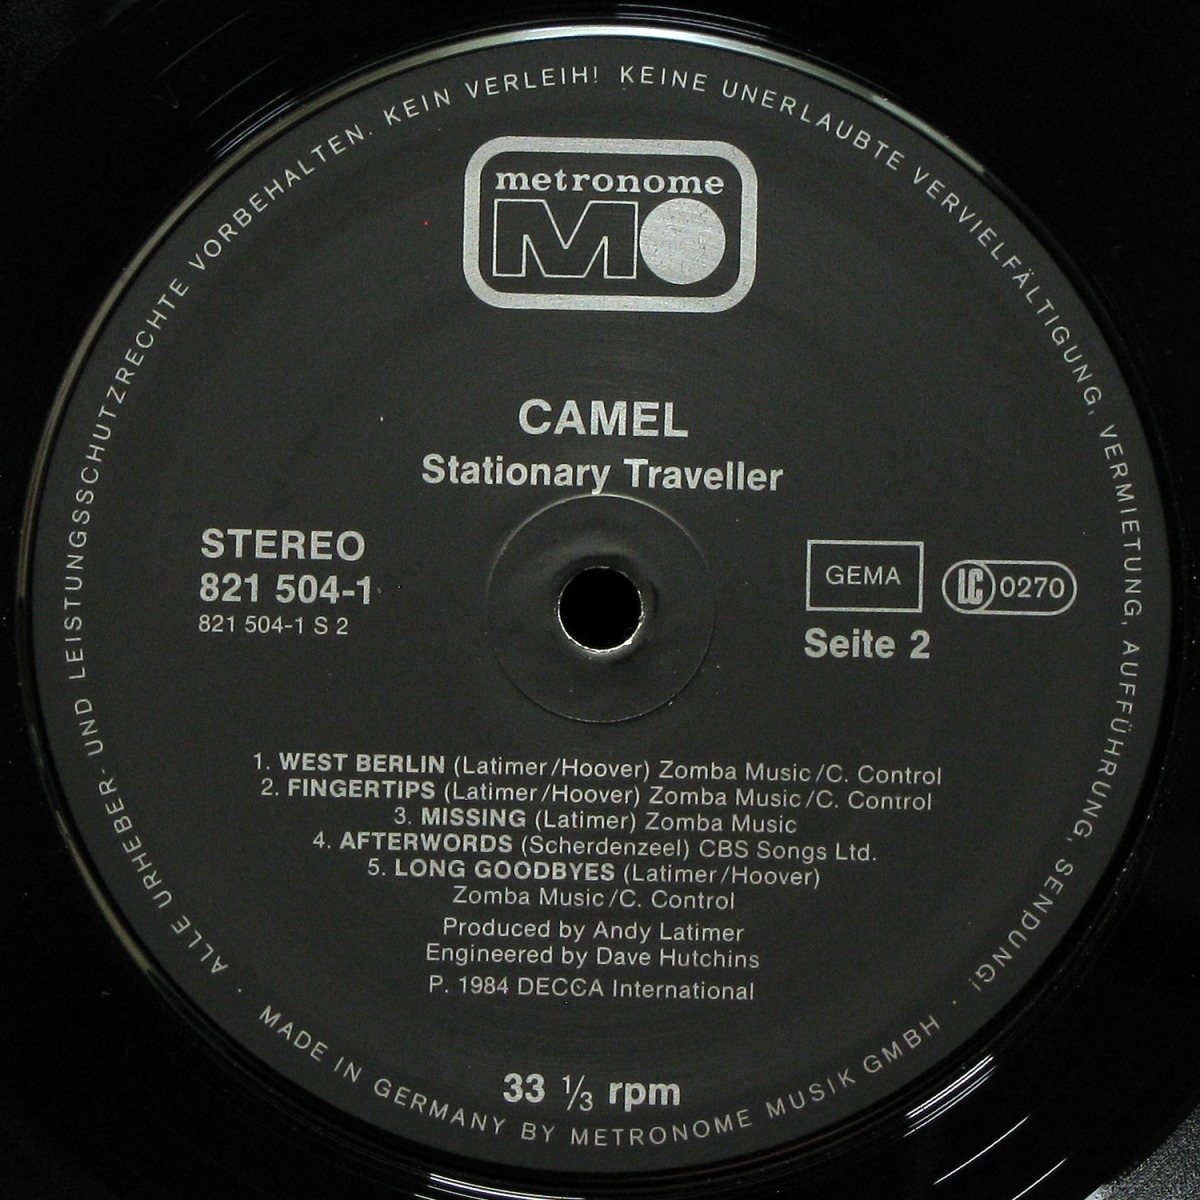 ALLE URHEBER- UND LEISTUNGSSCHUTZRECHTE VORBEHALTEN. KEIN VERLEIH! KEINE UNERLAUBTE VERVIELFÄLTIGUNG, VERMIETUNG, AUFFÜHRUNG, SENDUNG!
metronome
MO
CAMEL
Stationary Traveller
STEREO
821 504-1
821 504-1 S 2
GEMA
LC 0270
Seite 2
1. WEST BERLIN (Latimer/Hoover) Zomba Music/C. Control
2. FINGERTIPS (Latimer/Hoover) Zomba Music/C. Control
3. MISSING (Latimer) Zomba Music
4. AFTERWORDS (Scherdenzeel) CBS Songs Ltd.
5. LONG GOODBYES (Latimer/Hoover)
Zomba Music/C. Control
Produced by Andy Latimer
Engineered by Dave Hutchins
P. 1984 DECCA International
33 1/3 rpm
· MADE IN GERMANY BY METRONOME MUSIK GMBH ·